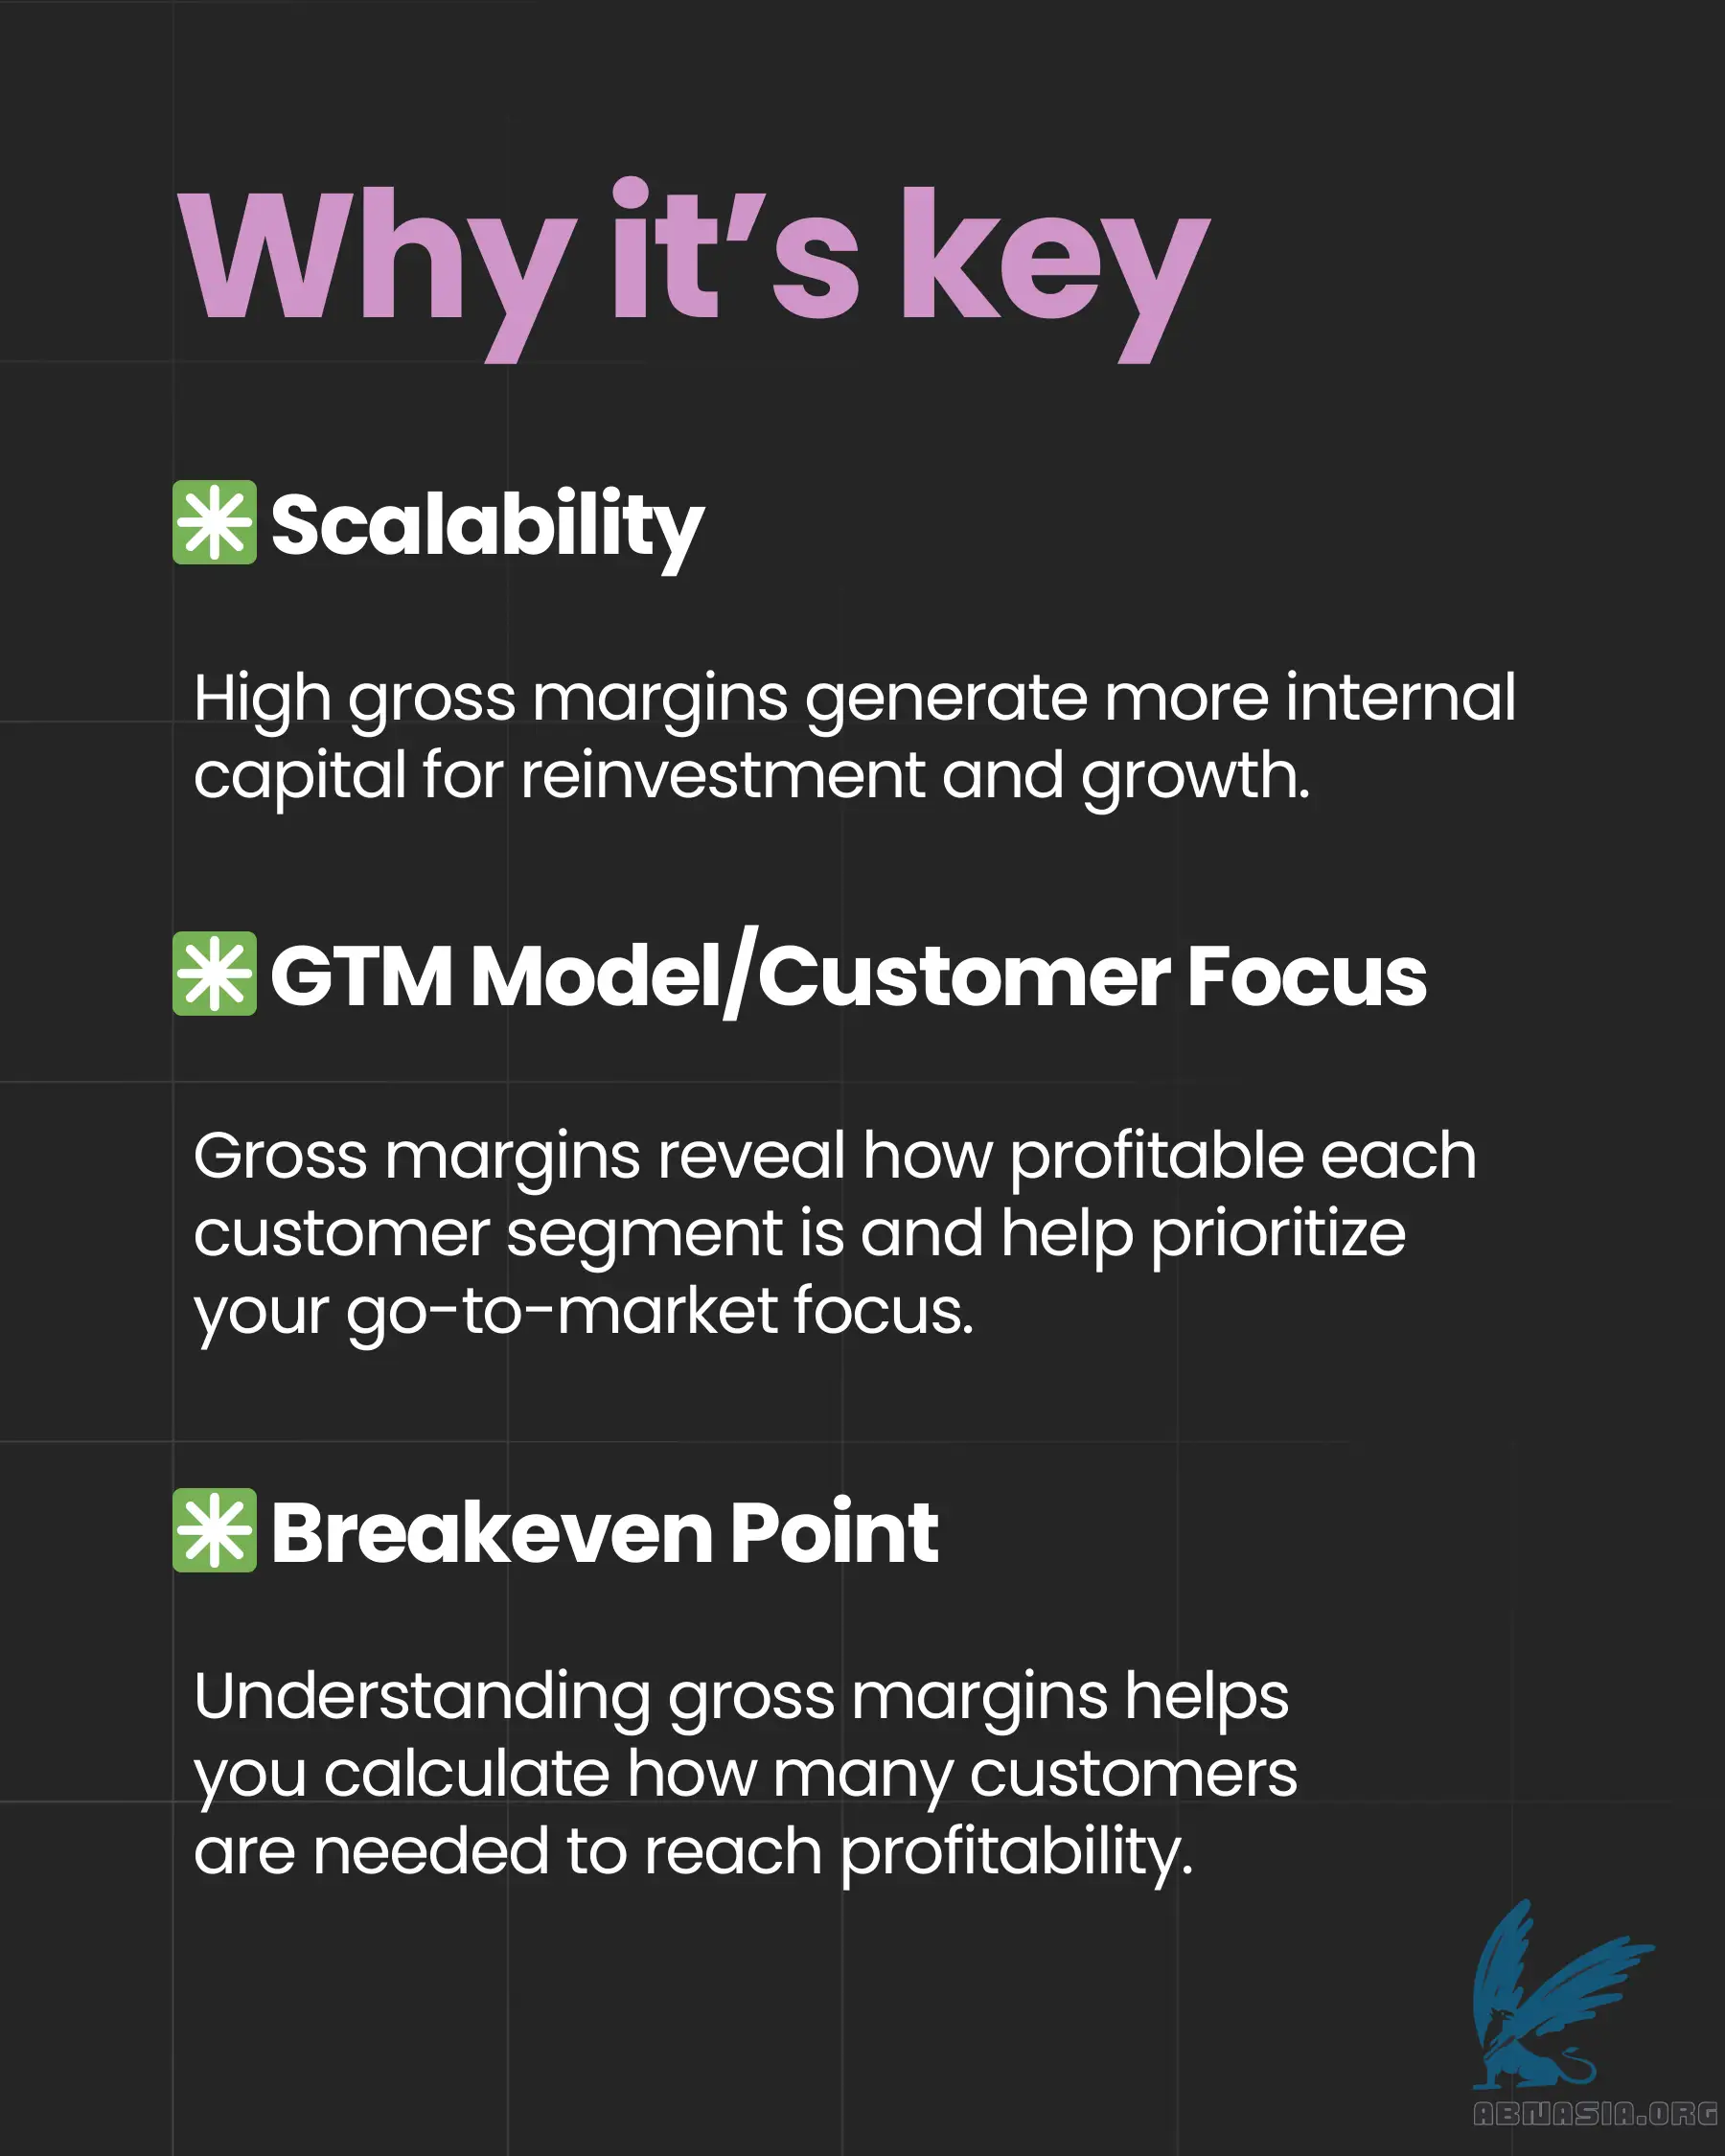 Why it’s key
Scalability
High gross margins generate more internal
capital for reinvestment and growth.
GTM Model/Customer Focus
Gross margins reveal how profitable each
customer segment is and help prioritize
your go-to-market focus.
Breakeven Point
Understanding gross margins helps
you calculate how many customers
are needed to reach profitability.
ABNASIA.ORG